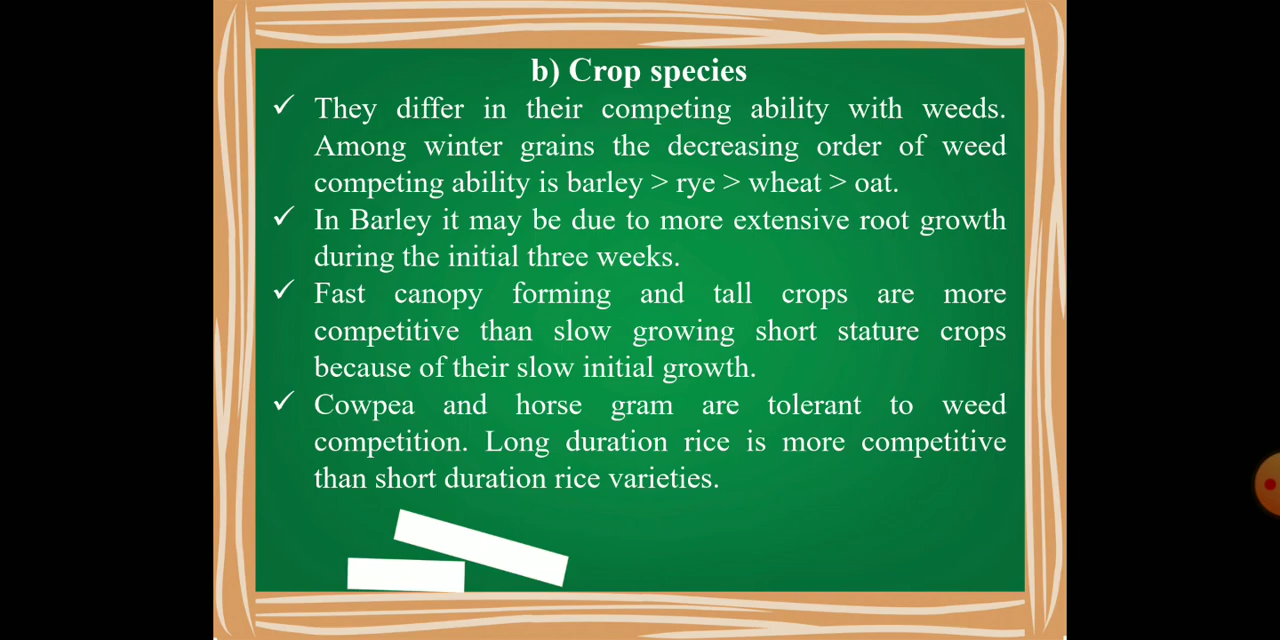 b) Crop species
✓ They differ in their competing ability with weeds.
Among winter grains the decreasing order of weed
competing ability is barley > rye > wheat > oat.
✓ In Barley it may be due to more extensive root growth
during the initial three weeks.
✓ Fast canopy forming and tall crops are more
competitive than slow growing short stature crops
because of their slow initial growth.
✓ Cowpea and horse gram are tolerant to weed
competition. Long duration rice is more competitive
than short duration rice varieties.